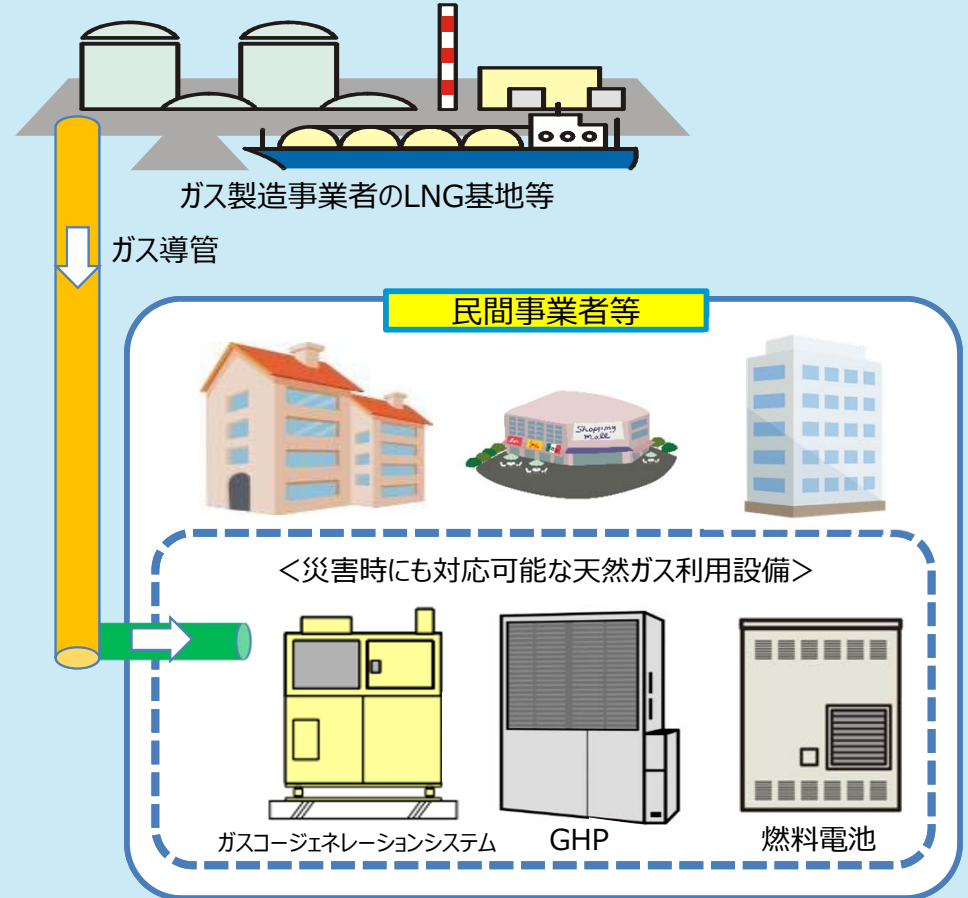 ガス製造事業者のLNG基地等
ガス導管
民間事業者等
Shopping
Mall
＜災害時にも対応可能な天然ガス利用設備＞
ガスコージェネレーションシステム
GHP
燃料電池